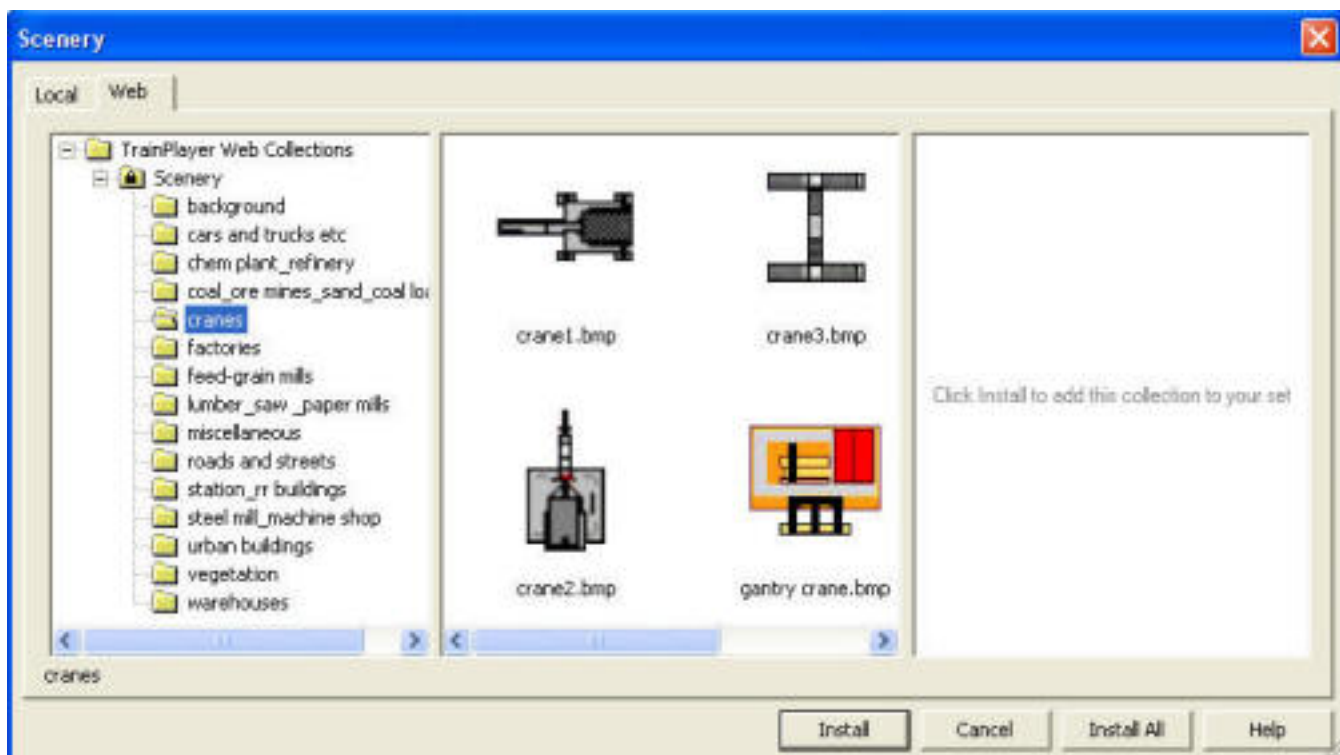 Scenery
Local Web
TrainPlayer Web Collections
Scenery
background
cars and trucks etc
chem plant_refinery
coal_ore mines_sand_coal loa
cranes
factories
feed-grain mills
lumber_saw _paper mills
miscellaneous
roads and streets
station_rr buildings
steel mill_machine shop
urban buildings
vegetation
warehouses
crane1.bmp crane3.bmp
crane2.bmp gantry crane.bmp
Click Install to add this collection to your set
cranes
Install Cancel Install All Help